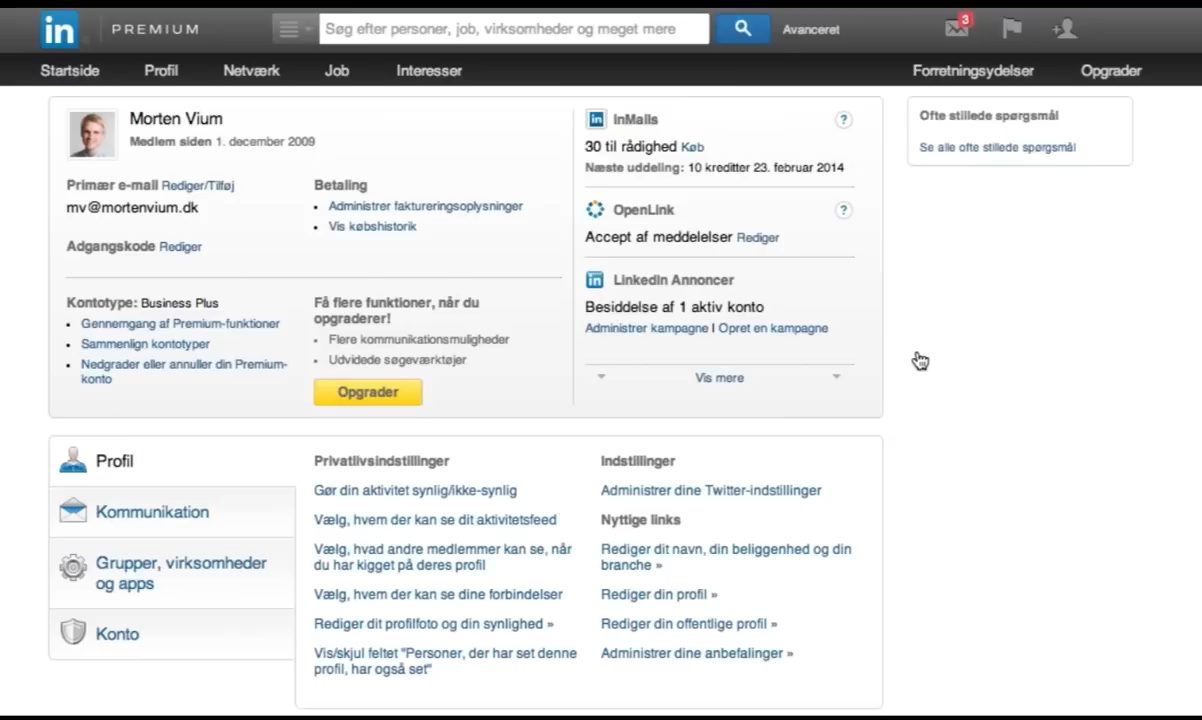 in PREMIUM
Søg efter personer, job, virksomheder og meget mere
Avanceret
3
Startside Profil Netværk Job Interesser Forretningsydelser Opgrader
Morten Vium
Medlem siden 1. december 2009
Primær e-mail Rediger/Tilføj
mv@mortenvium.dk
Adgangskode Rediger
Betaling
Administrer faktureringsoplysninger
Vis købshistorik
Kontotype: Business Plus
Gennemgang af Premium-funktioner
Sammenlign kontotyper
Nedgrader eller annuller din Premium-
konto
Få flere funktioner, når du
opgraderer!
Flere kommunikationsmuligheder
Udvidede søgeværktøjer
Opgrader
in InMails ?
30 til rådighed Køb
Næste uddeling: 10 kreditter 23. februar 2014
OpenLink ?
Accept af meddelelser Rediger
in LinkedIn Annoncer
Besiddelse af 1 aktiv konto
Administrer kampagne | Opret en kampagne
Vis mere
Ofte stillede spørgsmål
Se alle ofte stillede spørgsmål
Profil
Kommunikation
Grupper, virksomheder
og apps
Konto
Privatlivsindstillinger
Gør din aktivitet synlig/ikke-synlig
Vælg, hvem der kan se dit aktivitetsfeed
Vælg, hvad andre medlemmer kan se, når
du har kigget på deres profil
Vælg, hvem der kan se dine forbindelser
Rediger dit profilfoto og din synlighed »
Vis/skjul feltet "Personer, der har set denne
profil, har også set"
Indstillinger
Administrer dine Twitter-indstillinger
Nyttige links
Rediger dit navn, din beliggenhed og din
branche »
Rediger din profil »
Rediger din offentlige profil »
Administrer dine anbefalinger »